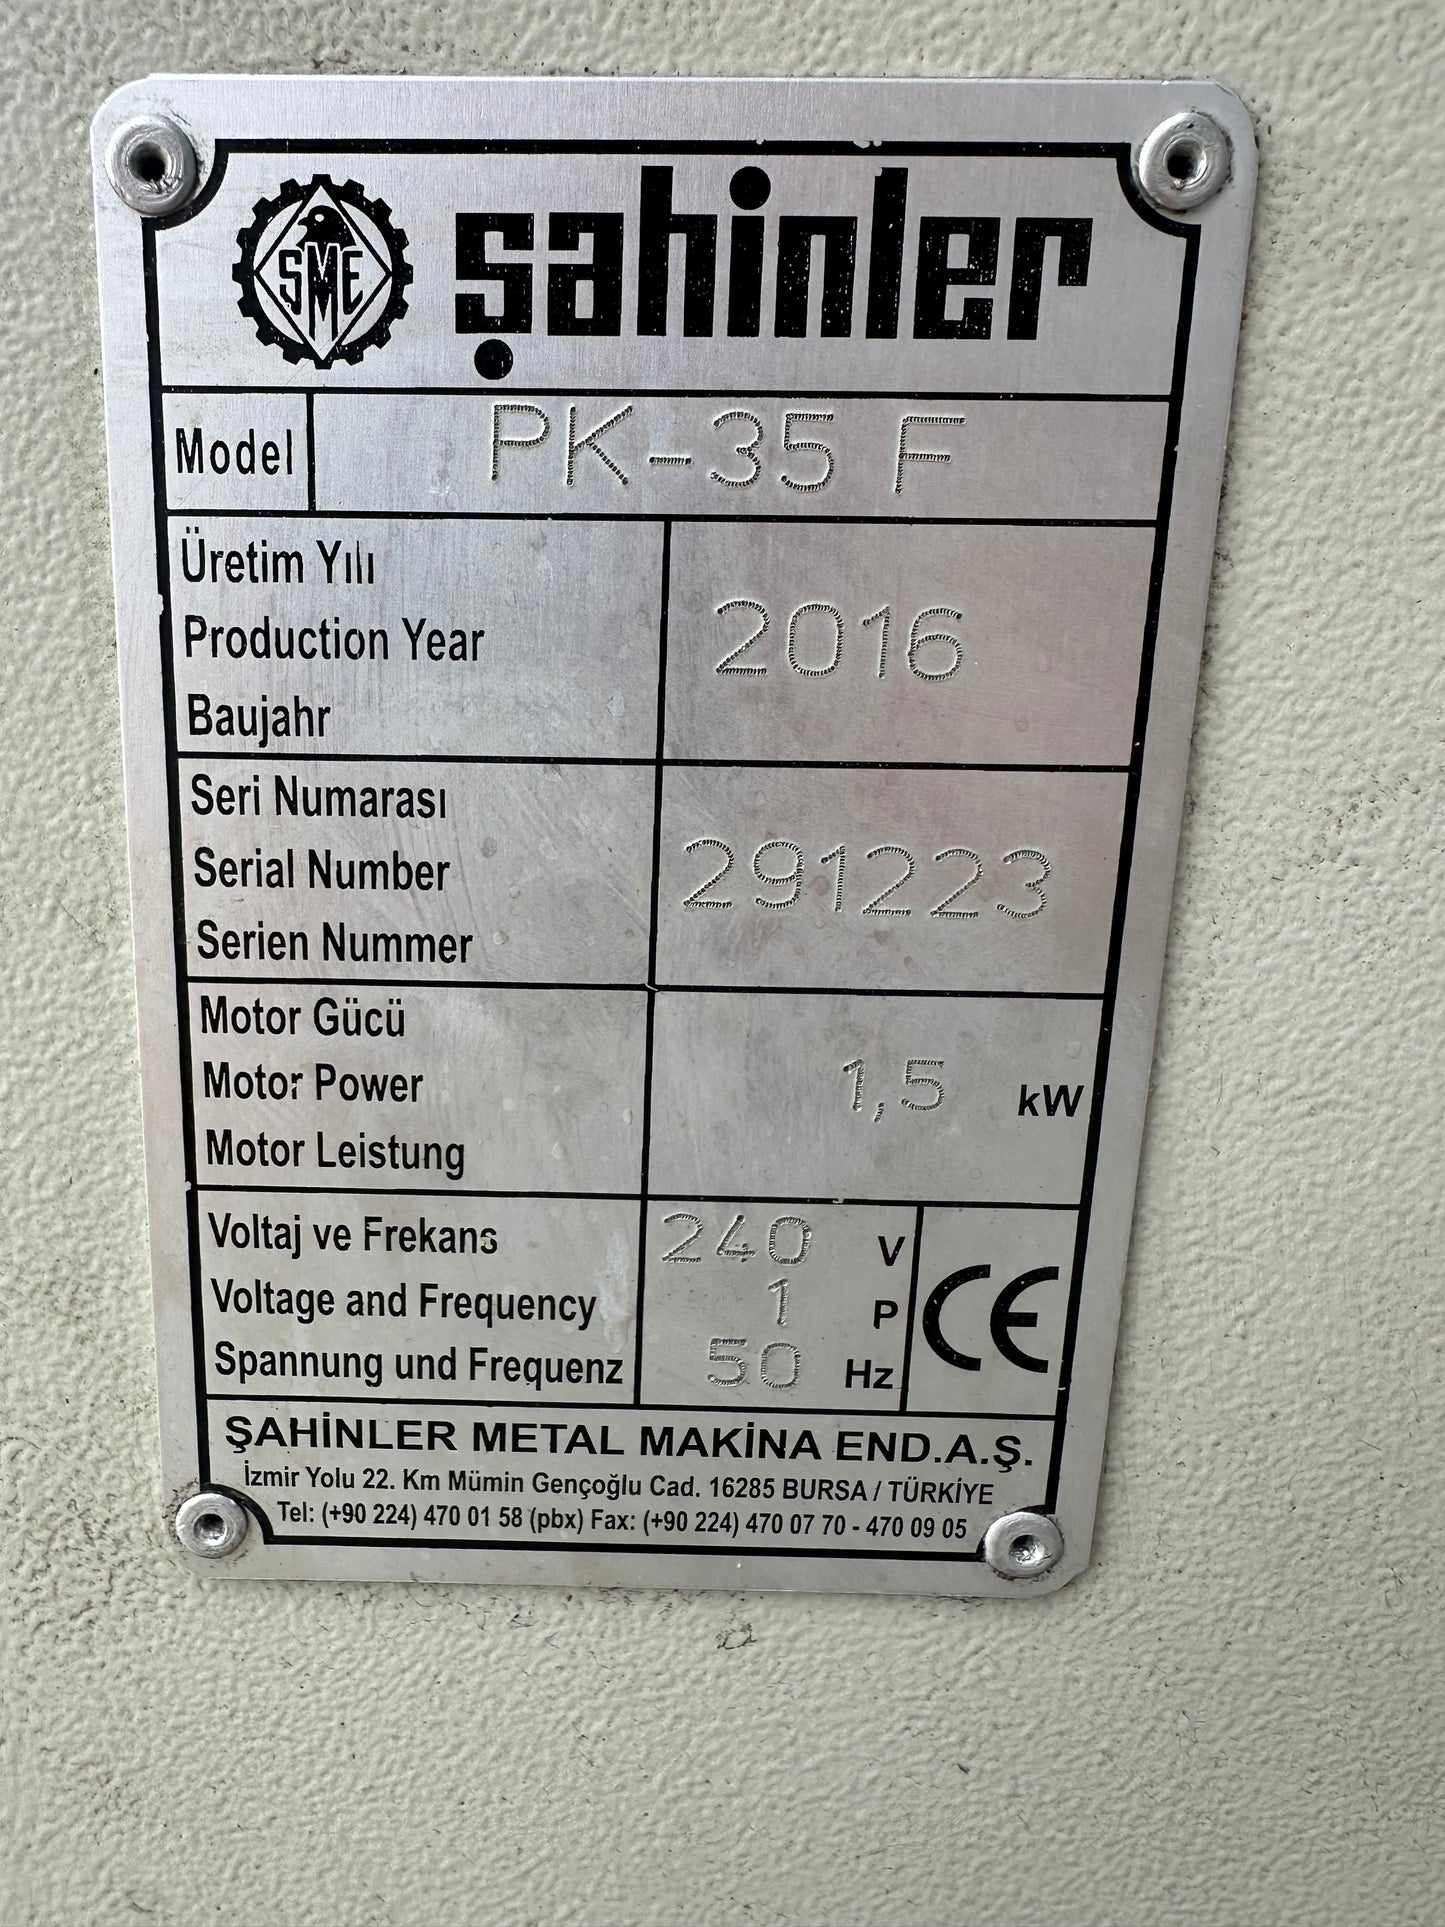 SME
şahinler
Model PK-35 F
Üretim Yılı
Production Year 2016
Baujahr
Seri Numarası
Serial Number 291223
Serien Nummer
Motor Gücü
Motor Power 1,5 kW
Motor Leistung
Voltaj ve Frekans 240 V
Voltage and Frequency 1 P
Spannung und Frequenz 50 Hz
CE
ŞAHİNLER METAL MAKİNA END.A.Ş.
İzmir Yolu 22. Km Mümin Gençoğlu Cad. 16285 BURSA / TÜRKİYE
Tel: (+90 224) 470 01 58 (pbx) Fax: (+90 224) 470 07 70 - 470 09 05